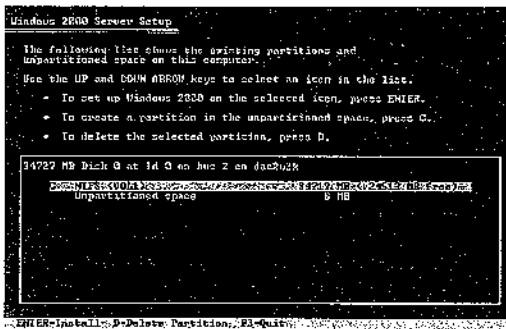 Windows 2000 Server Setup
The following list shows the existing partitions and
unpartitioned space on this computer.
Use the UP and DOWN ARROW keys to select an item in the list.
• To set up Windows 2000 on the selected item, press ENTER.
• To create a partition in the unpartitioned space, press C.
• To delete the selected partition, press D.
34727 MB Disk 0 at Id 0 on bus 2 on
C: NTFS
Unpartitioned space 8 MB
ENTER=Install D=Delete Partition F3=Quit